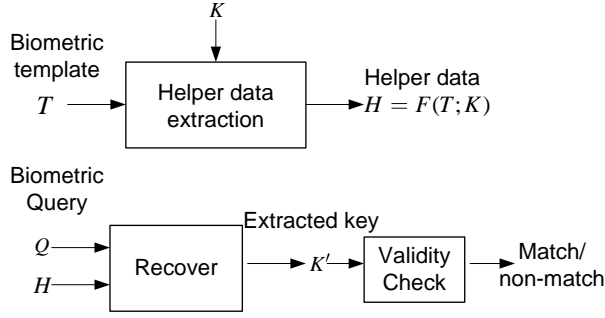 K
Biometric
template
T
Helper data
extraction
Helper data
H = F(T;K)
Biometric
Query
Q
H
Recover
Extracted key
K′
Validity
Check
Match/
non-match